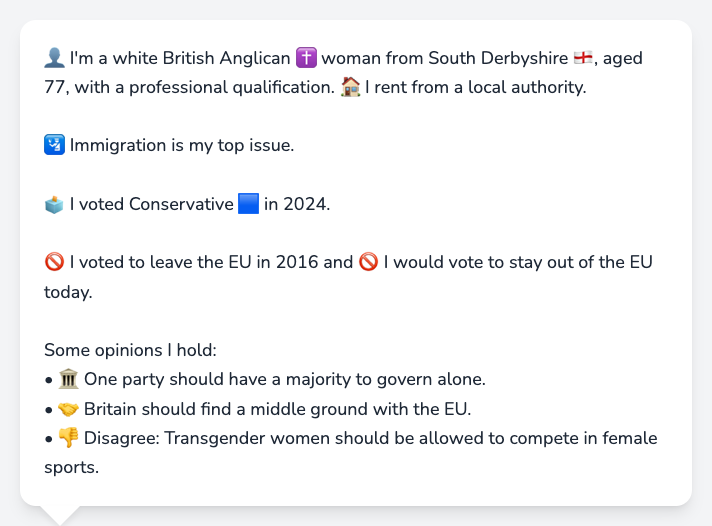 👤 I'm a white British Anglican ✝️ woman from South Derbyshire 🏴󠁧󠁢󠁥󠁮󠁧󠁿, aged
77, with a professional qualification. 🏠 I rent from a local authority.
🛂 Immigration is my top issue.
🗳️ I voted Conservative 🟦 in 2024.
🚫 I voted to leave the EU in 2016 and 🚫 I would vote to stay out of the EU
today.
Some opinions I hold:
• 🏛️ One party should have a majority to govern alone.
• 🤝 Britain should find a middle ground with the EU.
• 👎 Disagree: Transgender women should be allowed to compete in female
sports.